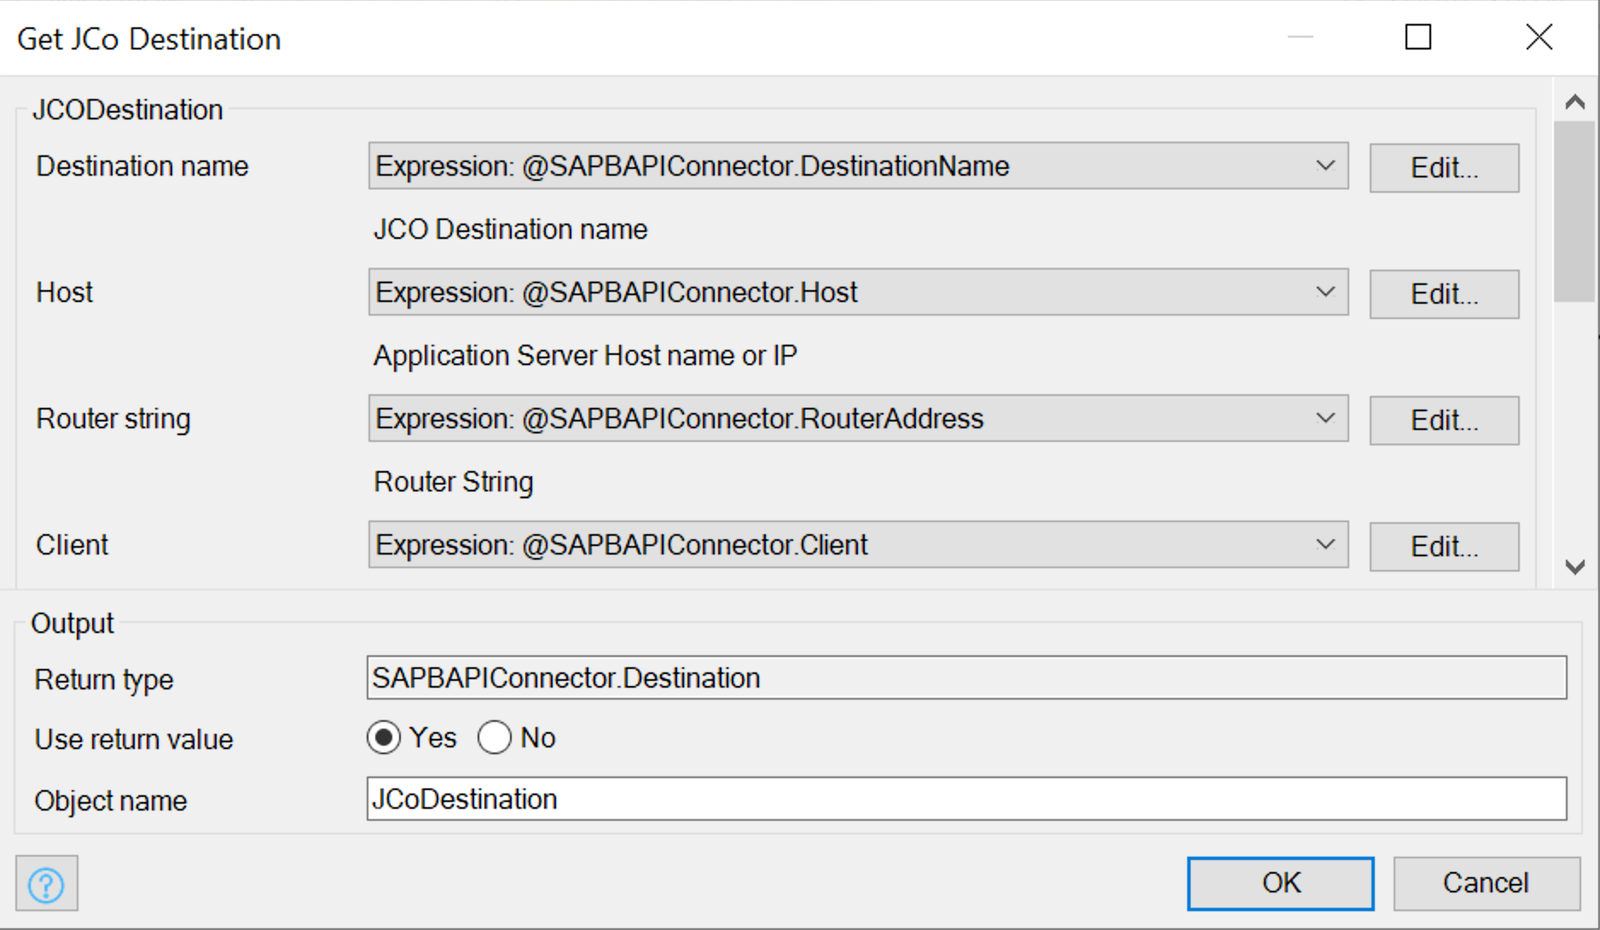 Get JCo Destination
JCODestination
Destination name Expression: @SAPBAPIConnector.DestinationName Edit...
JCO Destination name
Host Expression: @SAPBAPIConnector.Host Edit...
Application Server Host name or IP
Router string Expression: @SAPBAPIConnector.RouterAddress Edit...
Router String
Client Expression: @SAPBAPIConnector.Client Edit...
Output
Return type SAPBAPIConnector.Destination
Use return value Yes No
Object name JCoDestination
? OK Cancel